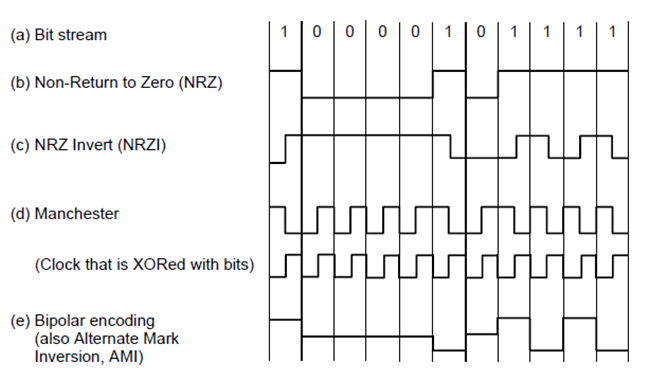 (a) Bit stream 1 0 0 0 0 1 0 1 1 1 1
(b) Non-Return to Zero (NRZ)
(c) NRZ Invert (NRZI)
(d) Manchester
(Clock that is XORed with bits)
(e) Bipolar encoding
(also Alternate Mark
Inversion, AMI)